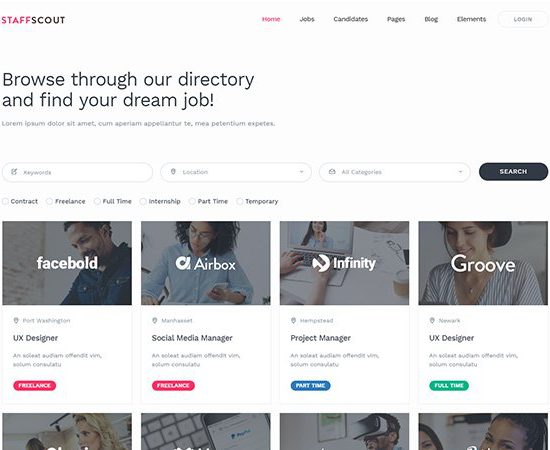 STAFFSCOUT Home Jobs Candidates Pages Blog Elements LOGIN
Browse through our directory
and find your dream job!
Lorem ipsum dolor sit amet, cum aperiam appellantur te, mea petentium expetes.
Keywords Location All Categories SEARCH
Contract Freelance Full Time Internship Part Time Temporary
facebold Airbox Infinity Groove
Port Washington Manhasset Hempstead Newark
UX Designer Social Media Manager Project Manager UX Designer
An soleat audiam offendit vim, An soleat audiam offendit vim, An soleat audiam offendit vim, An soleat audiam offendit vim,
solum consulatu solum consulatu solum consulatu solum consulatu
FREELANCE FREELANCE PART TIME FULL TIME
PayPal